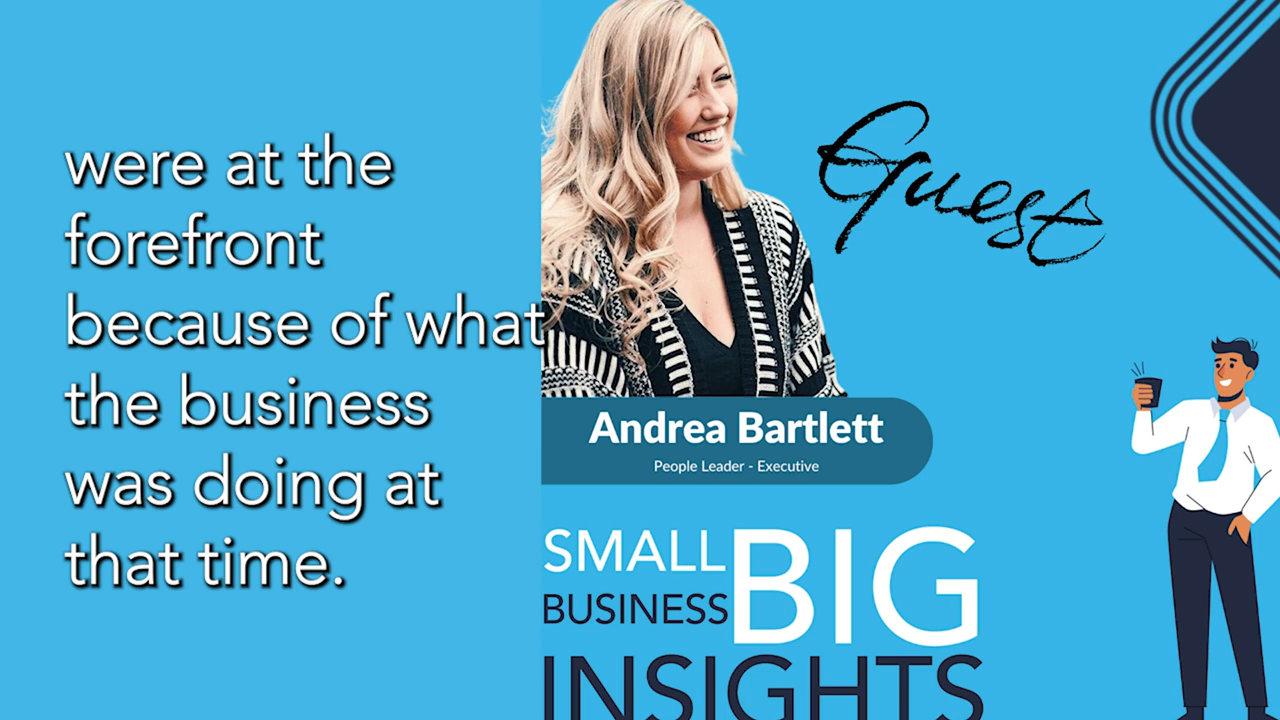 were at the
forefront
because of what
the business
was doing at
that time.
Guest
Andrea Bartlett
People Leader - Executive
SMALL
BUSINESS
BIG
INSIGHTS